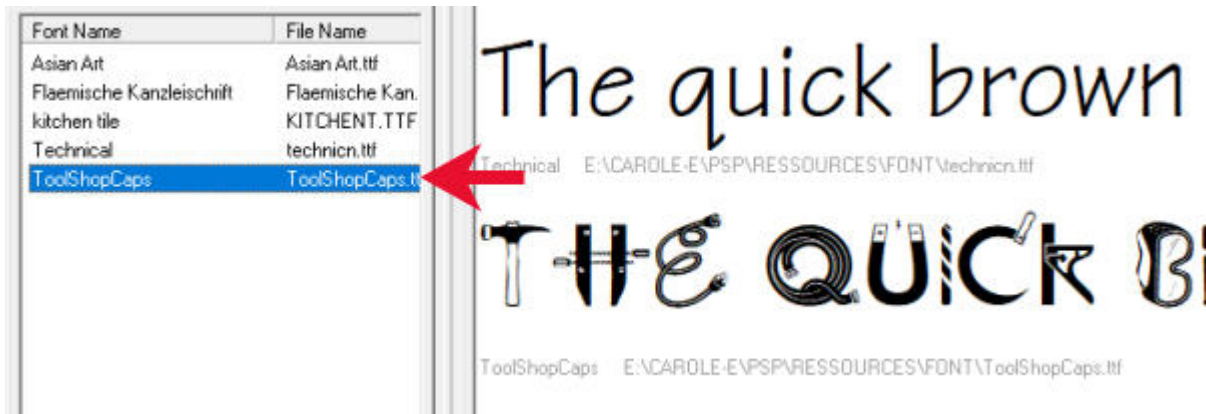 Font Name File Name
Asian Art Asian Art.ttf
Flaemische Kanzleischrift Flaemische Kan.
kitchen tile KITCHENT.TTF
Technical technicn.ttf
ToolShopCaps ToolShopCaps.tt
The quick brown
Technical E:\CAROLE-E\PSP\RESSOURCES\FONT\technicn.ttf
THE QUiCk B
ToolShopCaps E:\CAROLE-E\PSP\RESSOURCES\FONT\ToolShopCaps.ttf